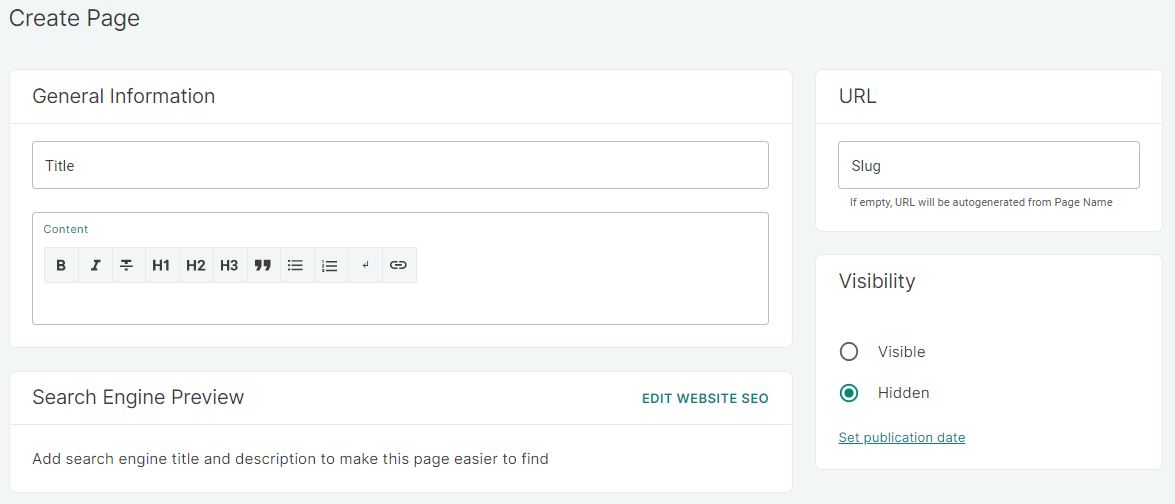 Create Page
General Information
Title
Content
B I T H1 H2 H3
Search Engine Preview
EDIT WEBSITE SEO
Add search engine title and description to make this page easier to find
URL
Slug
If empty, URL will be autogenerated from Page Name
Visibility
Visible
Hidden
Set publication date